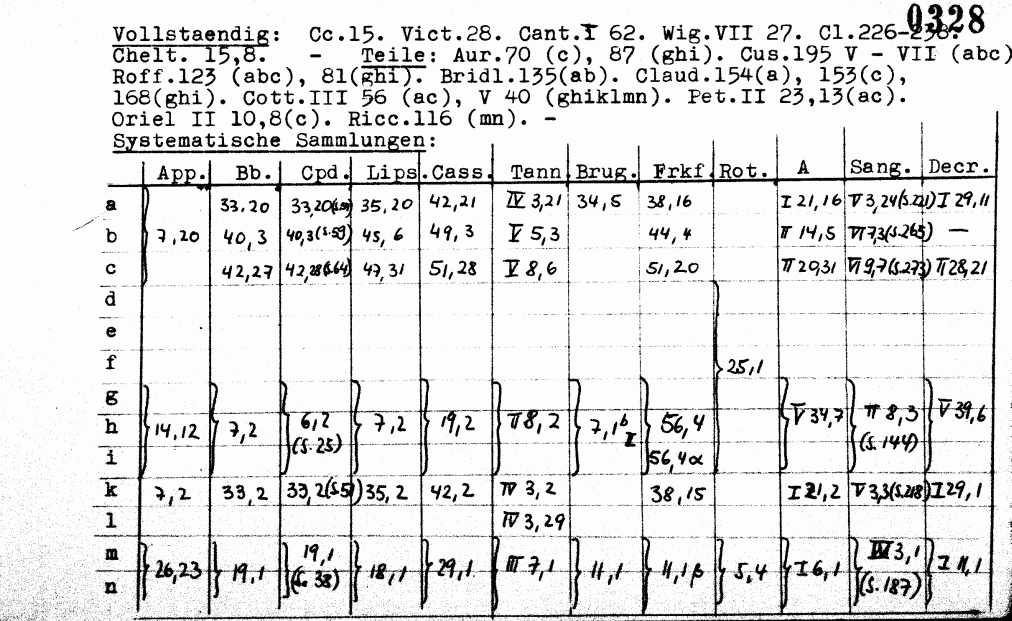 0328
Vollstaendig: Cc.15. Vict.28. Cant.I 62. Wig.VII 27. Cl.226-238.
Chelt. 15,8. - Teile: Aur.70 (c), 87 (ghi). Cus.195 V - VII (abc)
Roff.123 (abc), 81(ghi). Bridl.135(ab). Claud.154(a), 153(c),
168(ghi). Cott.III 56 (ac), V 40 (ghiklmn). Pet.II 23,13(ac).
Oriel II 10,8(c). Ricc.116 (mn). -
Systematische Sammlungen:
App. Bb. Cpd. Lips. Cass. Tann Brug. Frkf. Rot. A Sang. Decr.
a 33.20 33,20 35,20 42,21 IV 3,21 34,5 38,16 I 21,16 V 3,24(S.221) I 29,11
b 7,20 40,3 40,3(S.59) 45,6 49,3 V 5,3 44,4 II 14,5 VI 7,3(S.265) —
c 42,27 42,28(S.64) 47,31 51,28 V 8,6 51,20 II 20,31 VI 9,7(S.273) II 28,21
d
e
f 25,1
g
h 14,12 7,2 6,2 7,2 19,2 II 8,2 7,1b I 56,4 V 34,7 II 8,3 V 39,6
i (S.25) 56,4α (S.144)
k 7,2 33,2 33,2(S.51) 35,2 42,2 IV 3,2 38,15 I 21,2 V 3,3(S.218) I 29,1
l IV 3,29
m 26,23 19,1 19,1 18,1 29,1 III 7,1 11,1 11,1β 5,4 I 6,1 3,1 I 11,1
n (S.38) (S.187)